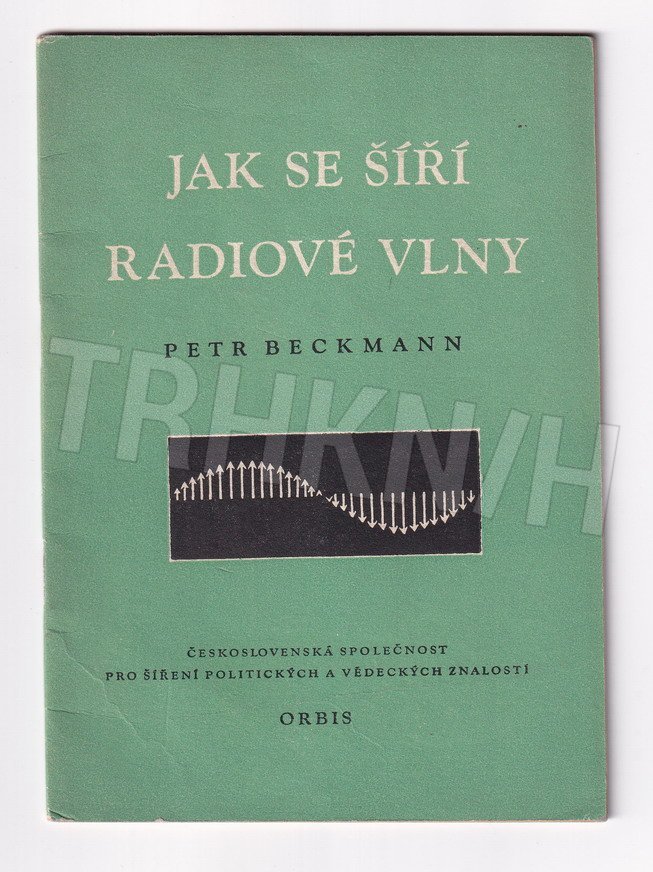 JAK SE ŠÍŘÍ
RADIOVÉ VLNY
PETR BECKMANN
TRHKNIH
ČESKOSLOVENSKÁ SPOLEČNOST
PRO ŠÍŘENÍ POLITICKÝCH A VĚDECKÝCH ZNALOSTÍ
ORBIS